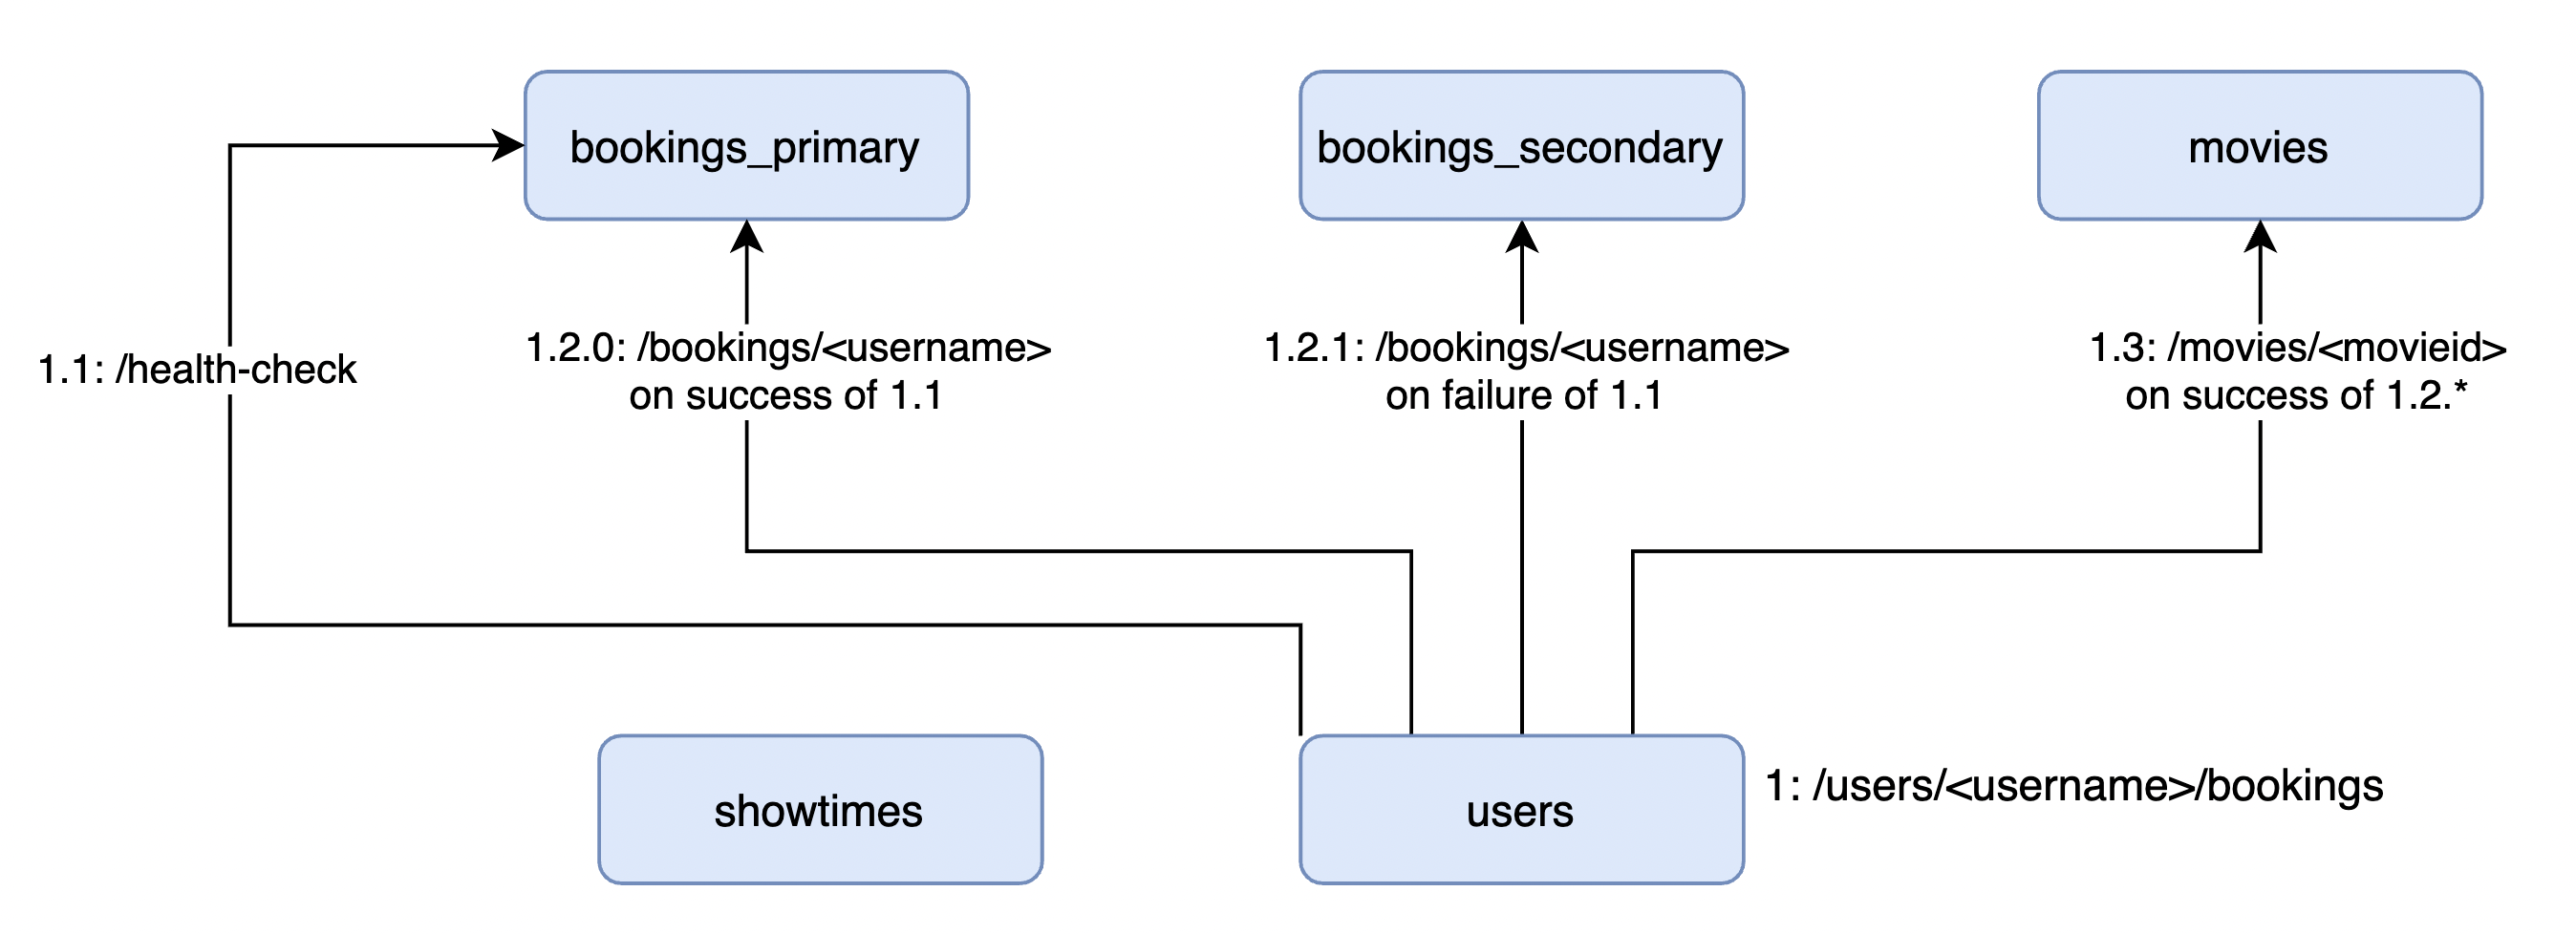 bookings_primary
bookings_secondary
movies
1.1: /health-check
1.2.0: /bookings/<username>
on success of 1.1
1.2.1: /bookings/<username>
on failure of 1.1
1.3: /movies/<movieid>
on success of 1.2.*
showtimes
users
1: /users/<username>/bookings